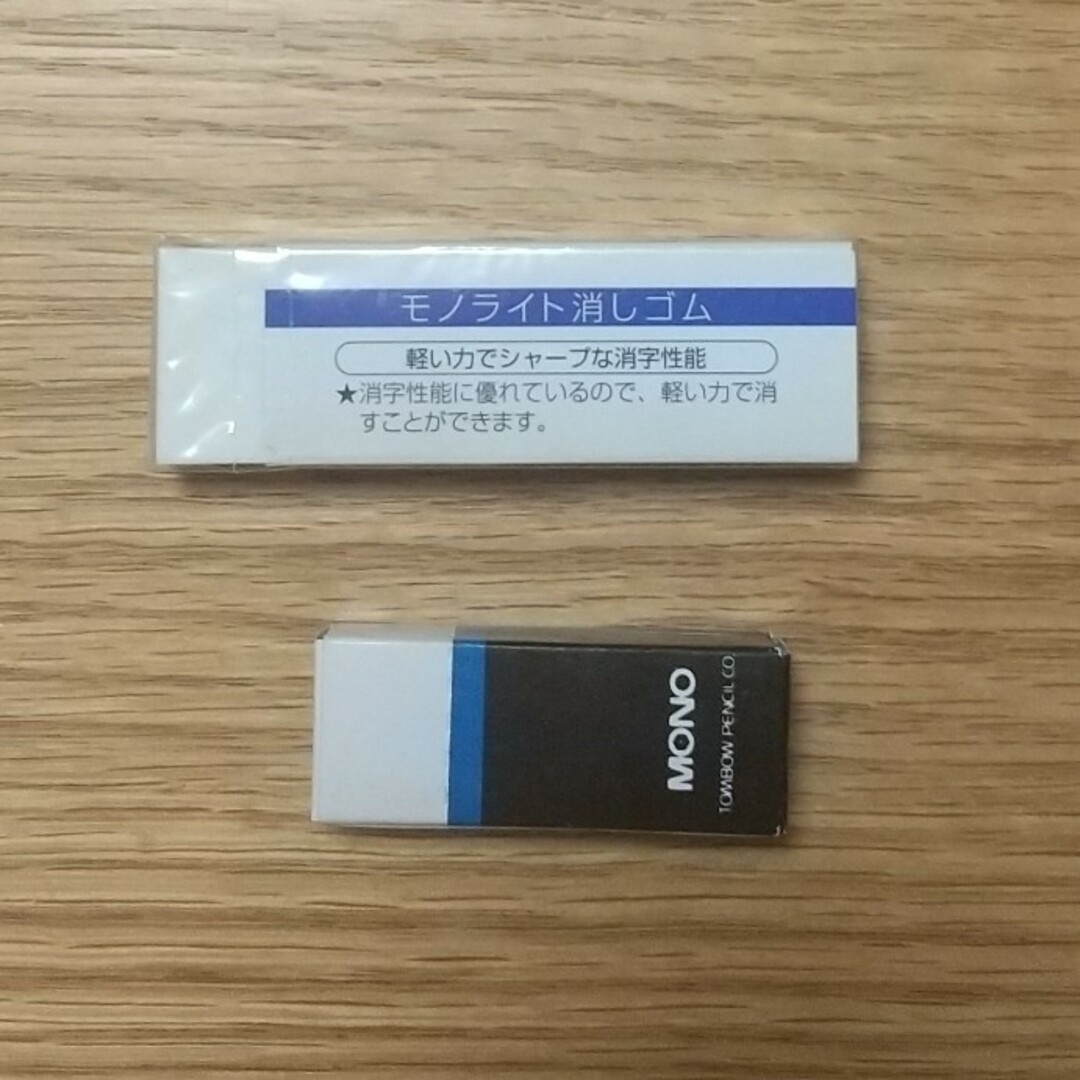 モノライト消しゴム
軽い力でシャープな消字性能
★消字性能に優れているので、軽い力で消
すことができます。
MONO
TOMBOW PENCIL CO.